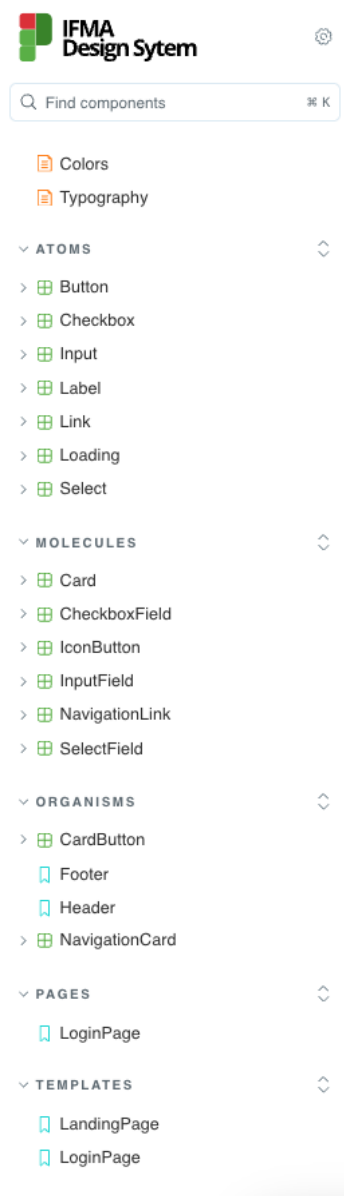 IFMA
Design Sytem
Find components ⌘ K
Colors
Typography
ATOMS
Button
Checkbox
Input
Label
Link
Loading
Select
MOLECULES
Card
CheckboxField
IconButton
InputField
NavigationLink
SelectField
ORGANISMS
CardButton
Footer
Header
NavigationCard
PAGES
LoginPage
TEMPLATES
LandingPage
LoginPage